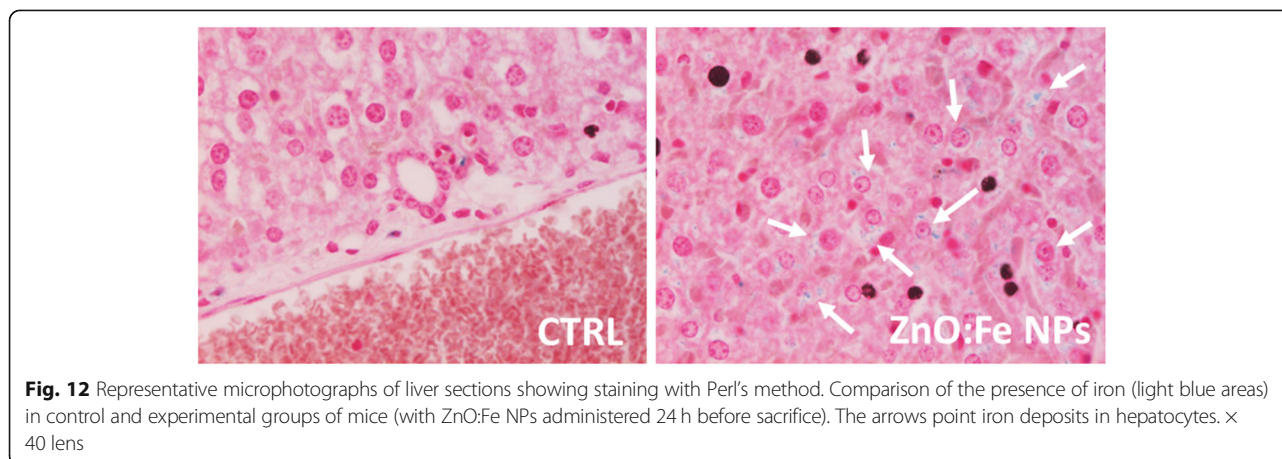 CTRL
ZnO:Fe NPs
Fig. 12 Representative microphotographs of liver sections showing staining with Perl's method. Comparison of the presence of iron (light blue areas)
in control and experimental groups of mice (with ZnO:Fe NPs administered 24 h before sacrifice). The arrows point iron deposits in hepatocytes. ×
40 lens